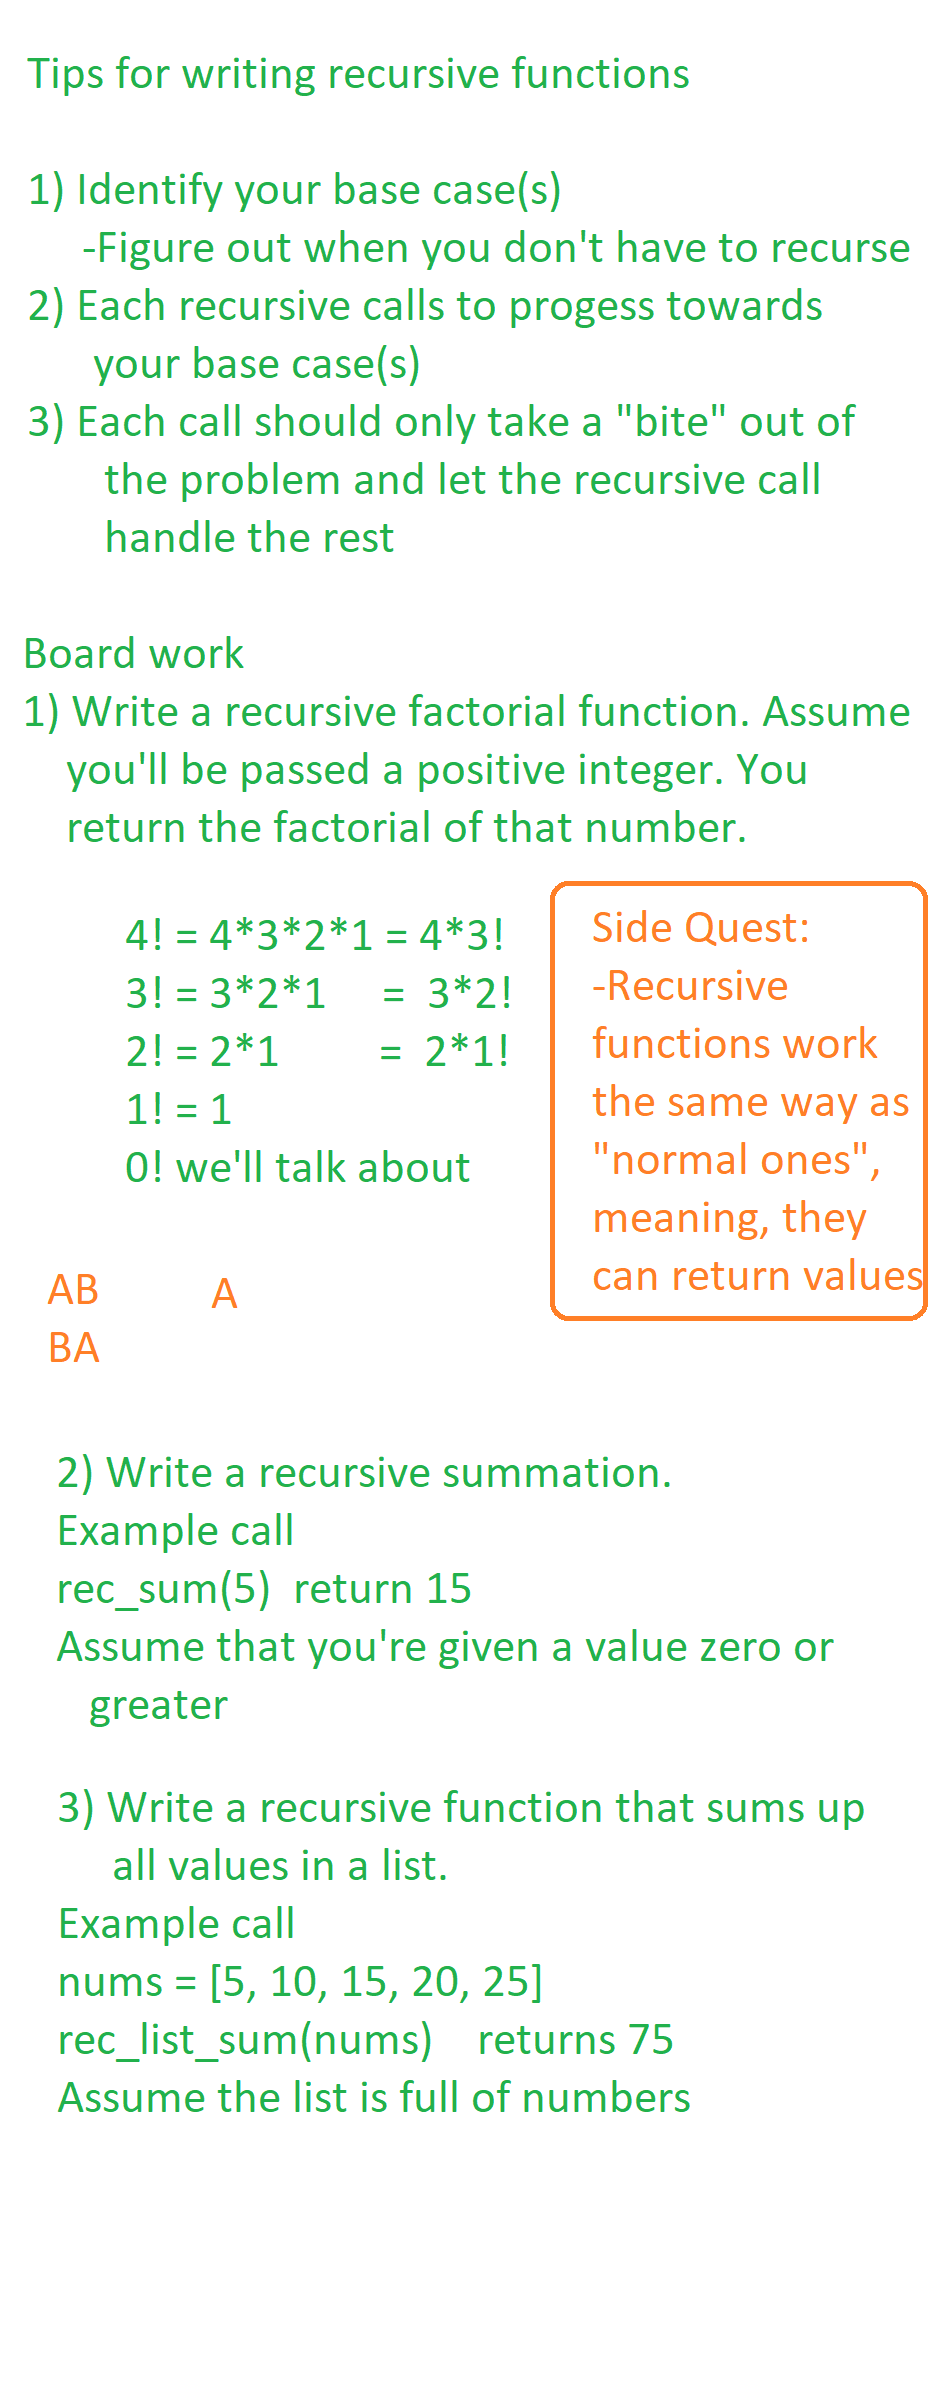 Tips for writing recursive functions
1) Identify your base case(s)
-Figure out when you don't have to recurse
2) Each recursive calls to progess towards
your base case(s)
3) Each call should only take a "bite" out of
the problem and let the recursive call
handle the rest
Board work
1) Write a recursive factorial function. Assume
you'll be passed a positive integer. You
return the factorial of that number.
4! = 4*3*2*1 = 4*3!
3! = 3*2*1 = 3*2!
2! = 2*1 = 2*1!
1! = 1
0! we'll talk about
Side Quest:
-Recursive
functions work
the same way as
"normal ones",
meaning, they
can return values
AB A
BA
2) Write a recursive summation.
Example call
rec_sum(5) return 15
Assume that you're given a value zero or
greater
3) Write a recursive function that sums up
all values in a list.
Example call
nums = [5, 10, 15, 20, 25]
rec_list_sum(nums) returns 75
Assume the list is full of numbers